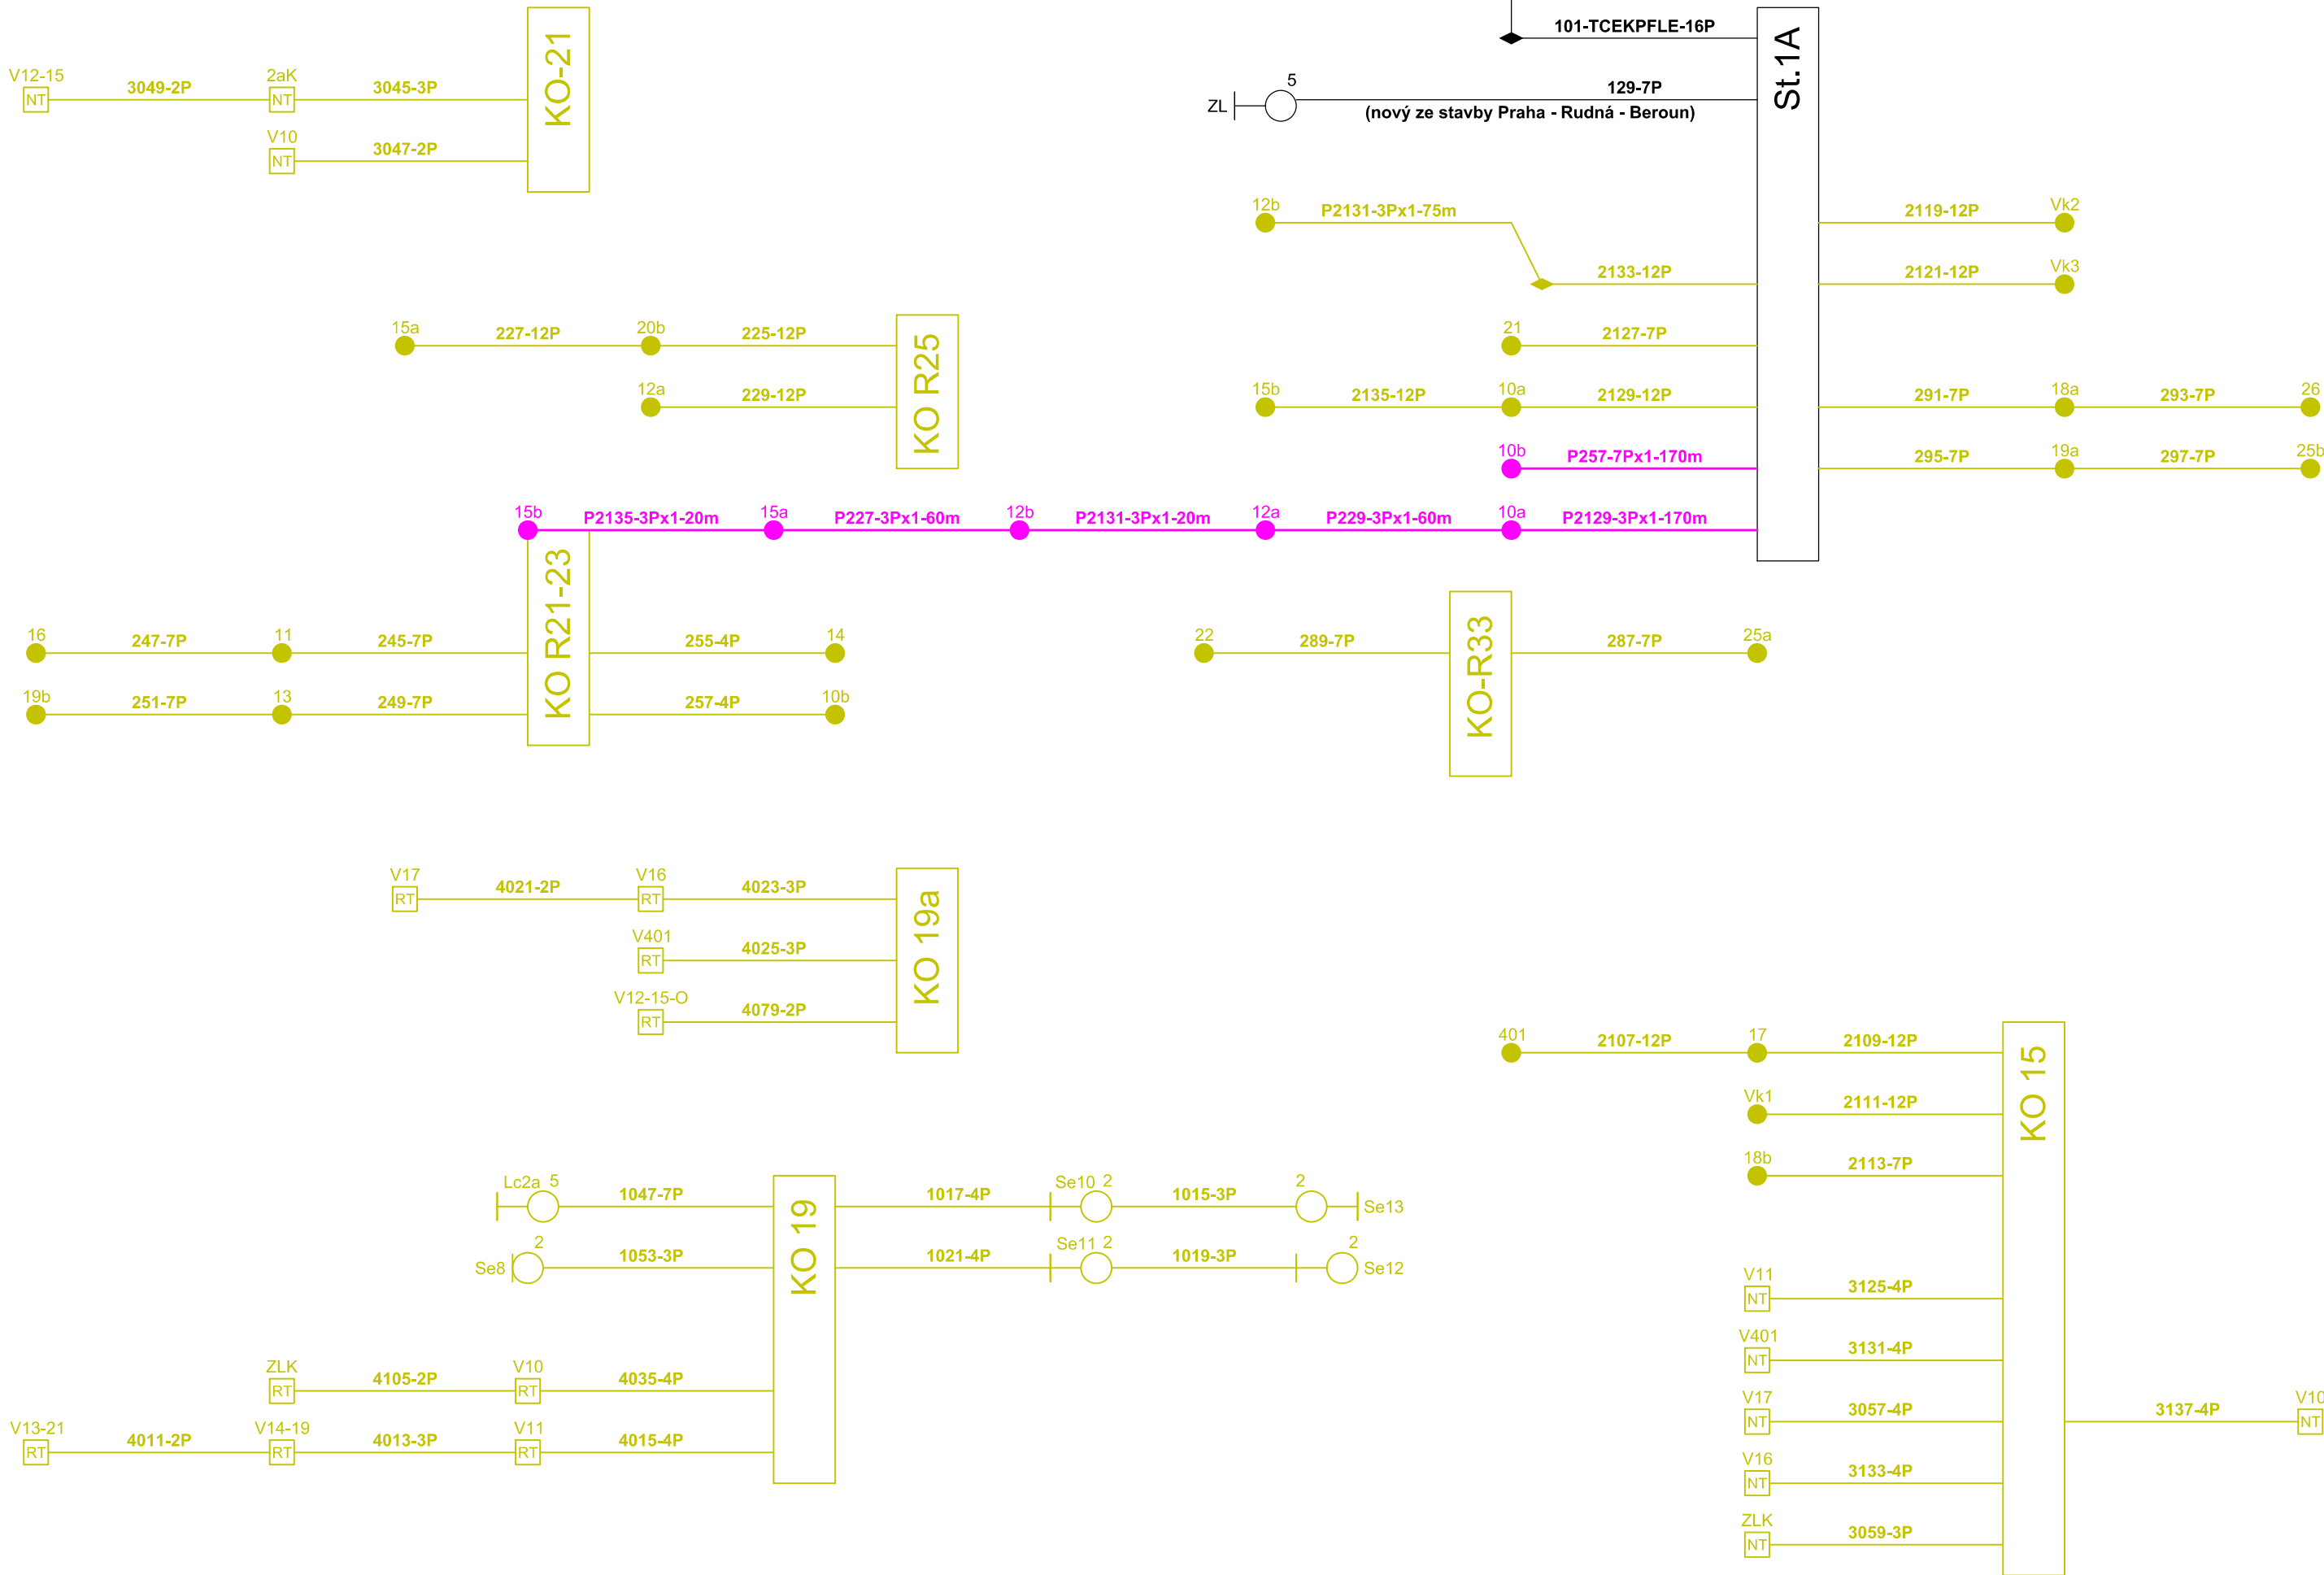 101-TCEKPFLE-16P
St.1A
KO-21
V12-15
NT
3049-2P
2aK
NT
3045-3P
V10
NT
3047-2P
ZL
5
129-7P
(nový ze stavby Praha - Rudná - Beroun)
12b
P2131-3Px1-75m
2119-12P
Vk2
2133-12P
2121-12P
Vk3
15a
227-12P
20b
225-12P
KO R25
21
2127-7P
12a
229-12P
15b
2135-12P
10a
2129-12P
291-7P
18a
293-7P
26
10b
P257-7Px1-170m
295-7P
19a
297-7P
25b
15b
P2135-3Px1-20m
15a
P227-3Px1-60m
12b
P2131-3Px1-20m
12a
P229-3Px1-60m
10a
P2129-3Px1-170m
KO R21-23
16
247-7P
11
245-7P
255-4P
14
19b
251-7P
13
249-7P
257-4P
10b
22
289-7P
KO-R33
287-7P
25a
V17
RT
4021-2P
V16
RT
4023-3P
KO 19a
V401
RT
4025-3P
V12-15-O
RT
4079-2P
401
2107-12P
17
2109-12P
KO 15
Vk1
2111-12P
18b
2113-7P
Lc2a 5
1047-7P
KO 19
1017-4P
Se10 2
1015-3P
2
Se13
Se8
2
1053-3P
1021-4P
Se11 2
1019-3P
2
Se12
V11
NT
3125-4P
V401
NT
3131-4P
ZLK
RT
4105-2P
V10
RT
4035-4P
V17
NT
3057-4P
3137-4P
V10
NT
V13-21
RT
4011-2P
V14-19
RT
4013-3P
V11
RT
4015-4P
V16
NT
3133-4P
ZLK
NT
3059-3P